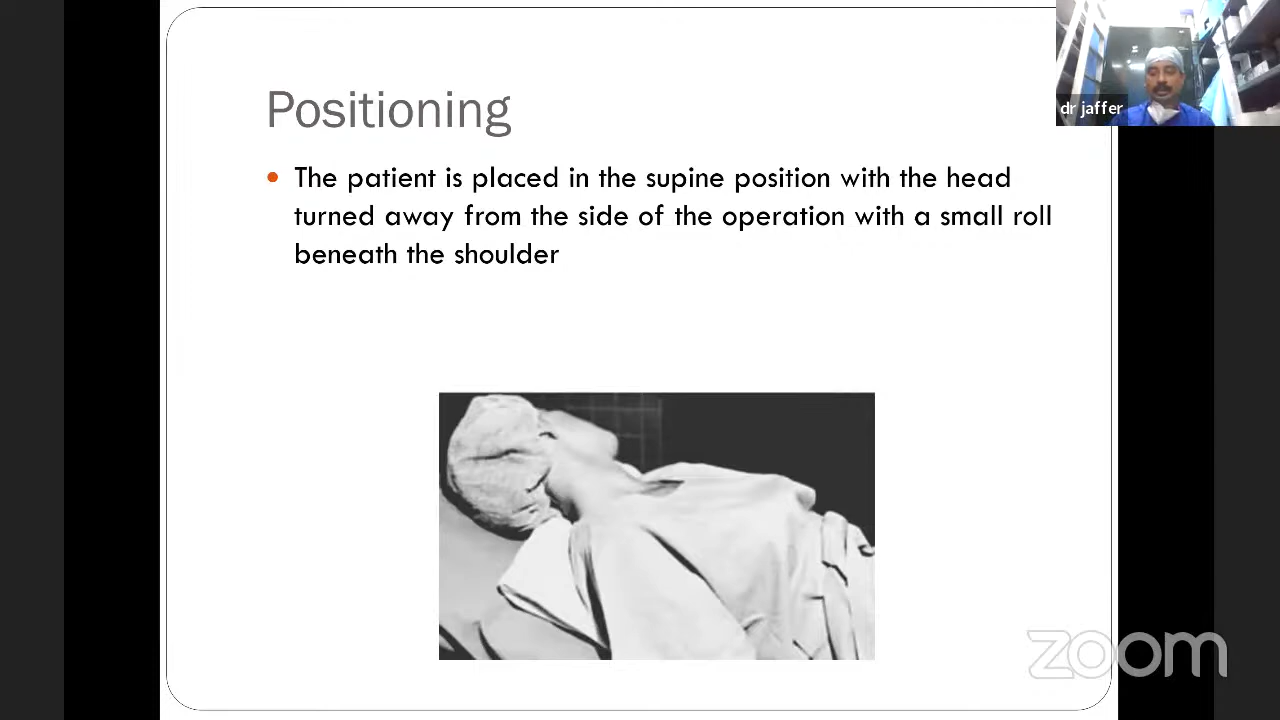 dr jaffer
Positioning
The patient is placed in the supine position with the head
turned away from the side of the operation with a small roll
beneath the shoulder
zoom